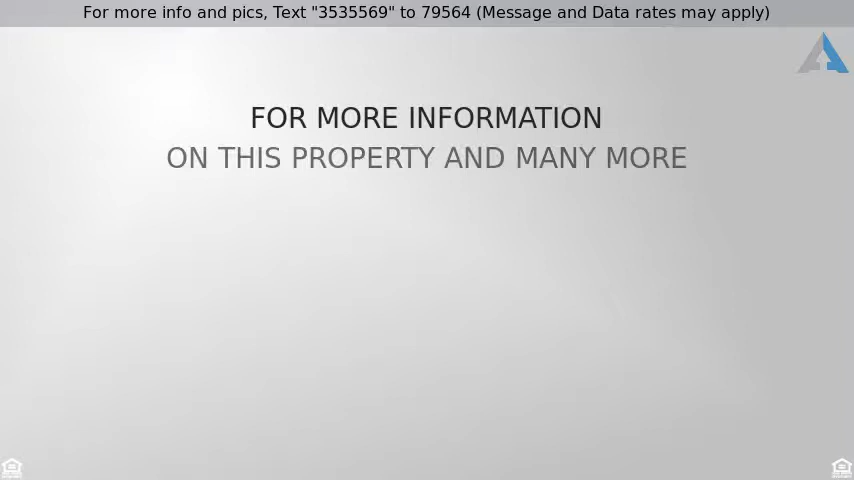 For more info and pics, Text "3535569" to 79564 (Message and Data rates may apply)
FOR MORE INFORMATION
ON THIS PROPERTY AND MANY MORE